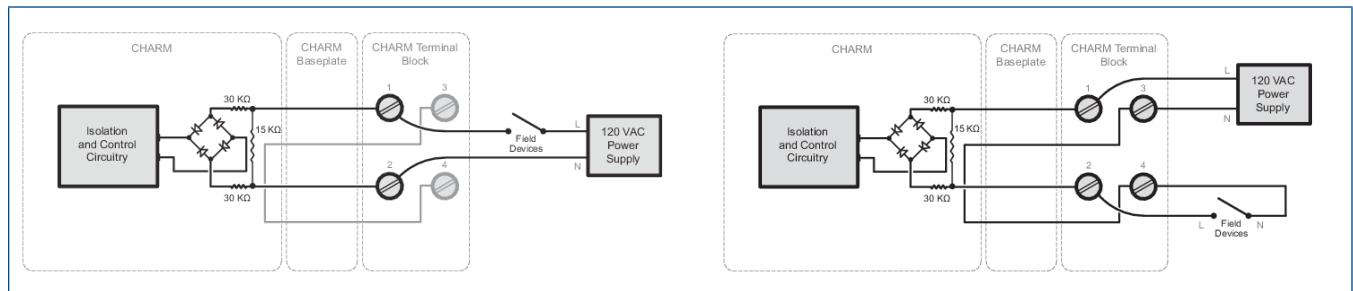 CHARM
CHARM
Baseplate
CHARM Terminal
Block
Isolation
and Control
Circuitry
30 KΩ
15 KΩ
30 KΩ
1
3
2
4
L
N
Field
Devices
120 VAC
Power
Supply
CHARM
CHARM
Baseplate
CHARM Terminal
Block
Isolation
and Control
Circuitry
30 KΩ
15 KΩ
30 KΩ
1
3
2
4
L
N
120 VAC
Power
Supply
L
Field
Devices
N